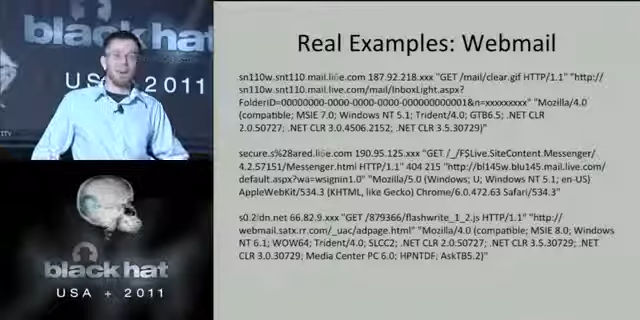 black hat
USA 2011
Real Examples: Webmail
sn110w.snt110.mail.liõe.com 187.92.218.xxx "GET /mail/clear.gif HTTP/1.1" "http://
sn110w.snt110.mail.live.com/mail/InboxLight.aspx?
FolderID=00000000-0000-0000-0000-000000000001&n=xxxxxxxxx" "Mozilla/4.0
(compatible; MSIE 7.0; Windows NT 5.1; Trident/4.0; GTB6.5; .NET CLR
2.0.50727; .NET CLR 3.0.4506.2152; .NET CLR 3.5.30729)"
secure.s%28ared.liöe.com 190.95.125.xxx "GET /_/F$Live.SiteContent.Messenger/
4.2.57151/Messenger.html HTTP/1.1" 404 215 "http://bl145w.blu145.mail.live.com/
default.aspx?wa=wsignin1.0" "Mozilla/5.0 (Windows; U; Windows NT 5.1; en-US)
AppleWebKit/534.3 (KHTML, like Gecko) Chrome/6.0.472.63 Safari/534.3"
s0.2ìdn.net 66.82.9.xxx "GET /879366/flashwrite_1_2.js HTTP/1.1" "http://
webmail.satx.rr.com/_uac/adpage.html" "Mozilla/4.0 (compatible; MSIE 8.0; Windows
NT 6.1; WOW64; Trident/4.0; SLCC2; .NET CLR 2.0.50727; .NET CLR 3.5.30729; .NET
CLR 3.0.30729; Media Center PC 6.0; HPNTDF; AskTB5.2)"
black hat
USA + 2011